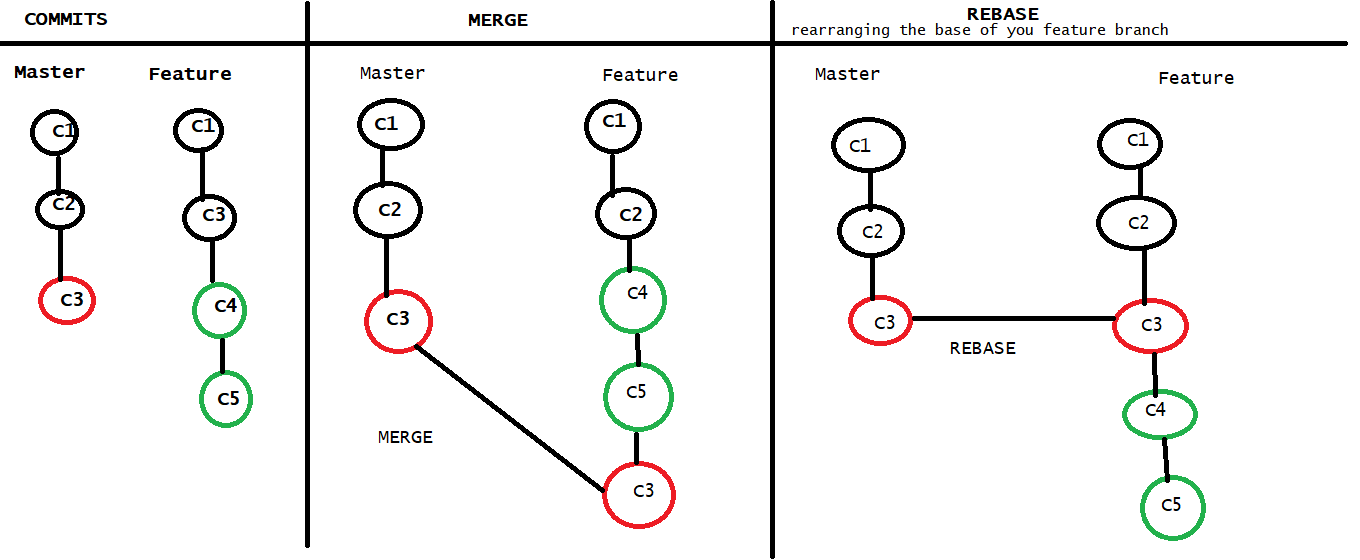 COMMITS
Master
Feature
C1
C1
C2
C3
C3
C4
C5
MERGE
Master
Feature
C1
C1
C2
C2
C3
C4
C5
MERGE
C3
REBASE
rearranging the base of you feature branch
Master
Feature
C1
C1
C2
C2
C3
C3
REBASE
C4
C5